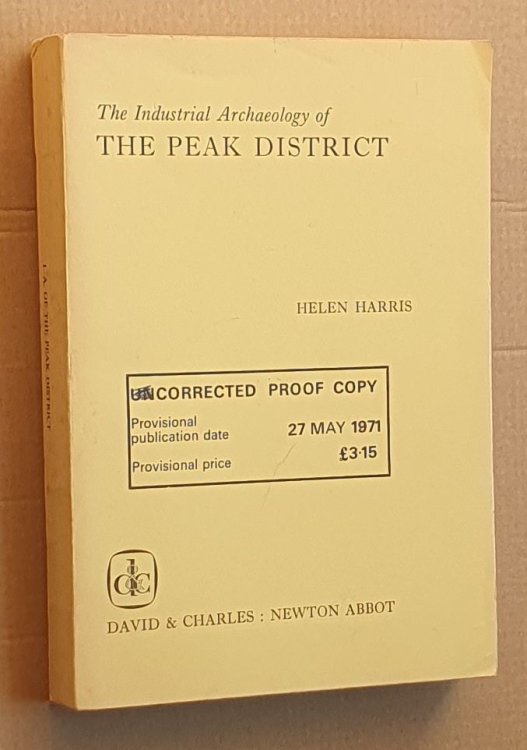 The Industrial Archaeology of
THE PEAK DISTRICT
HELEN HARRIS
UNCORRECTED PROOF COPY
Provisional
publication date 27 MAY 1971
Provisional price £3·15
d&c
DAVID & CHARLES : NEWTON ABBOT
I. A. OF THE PEAK DISTRICT